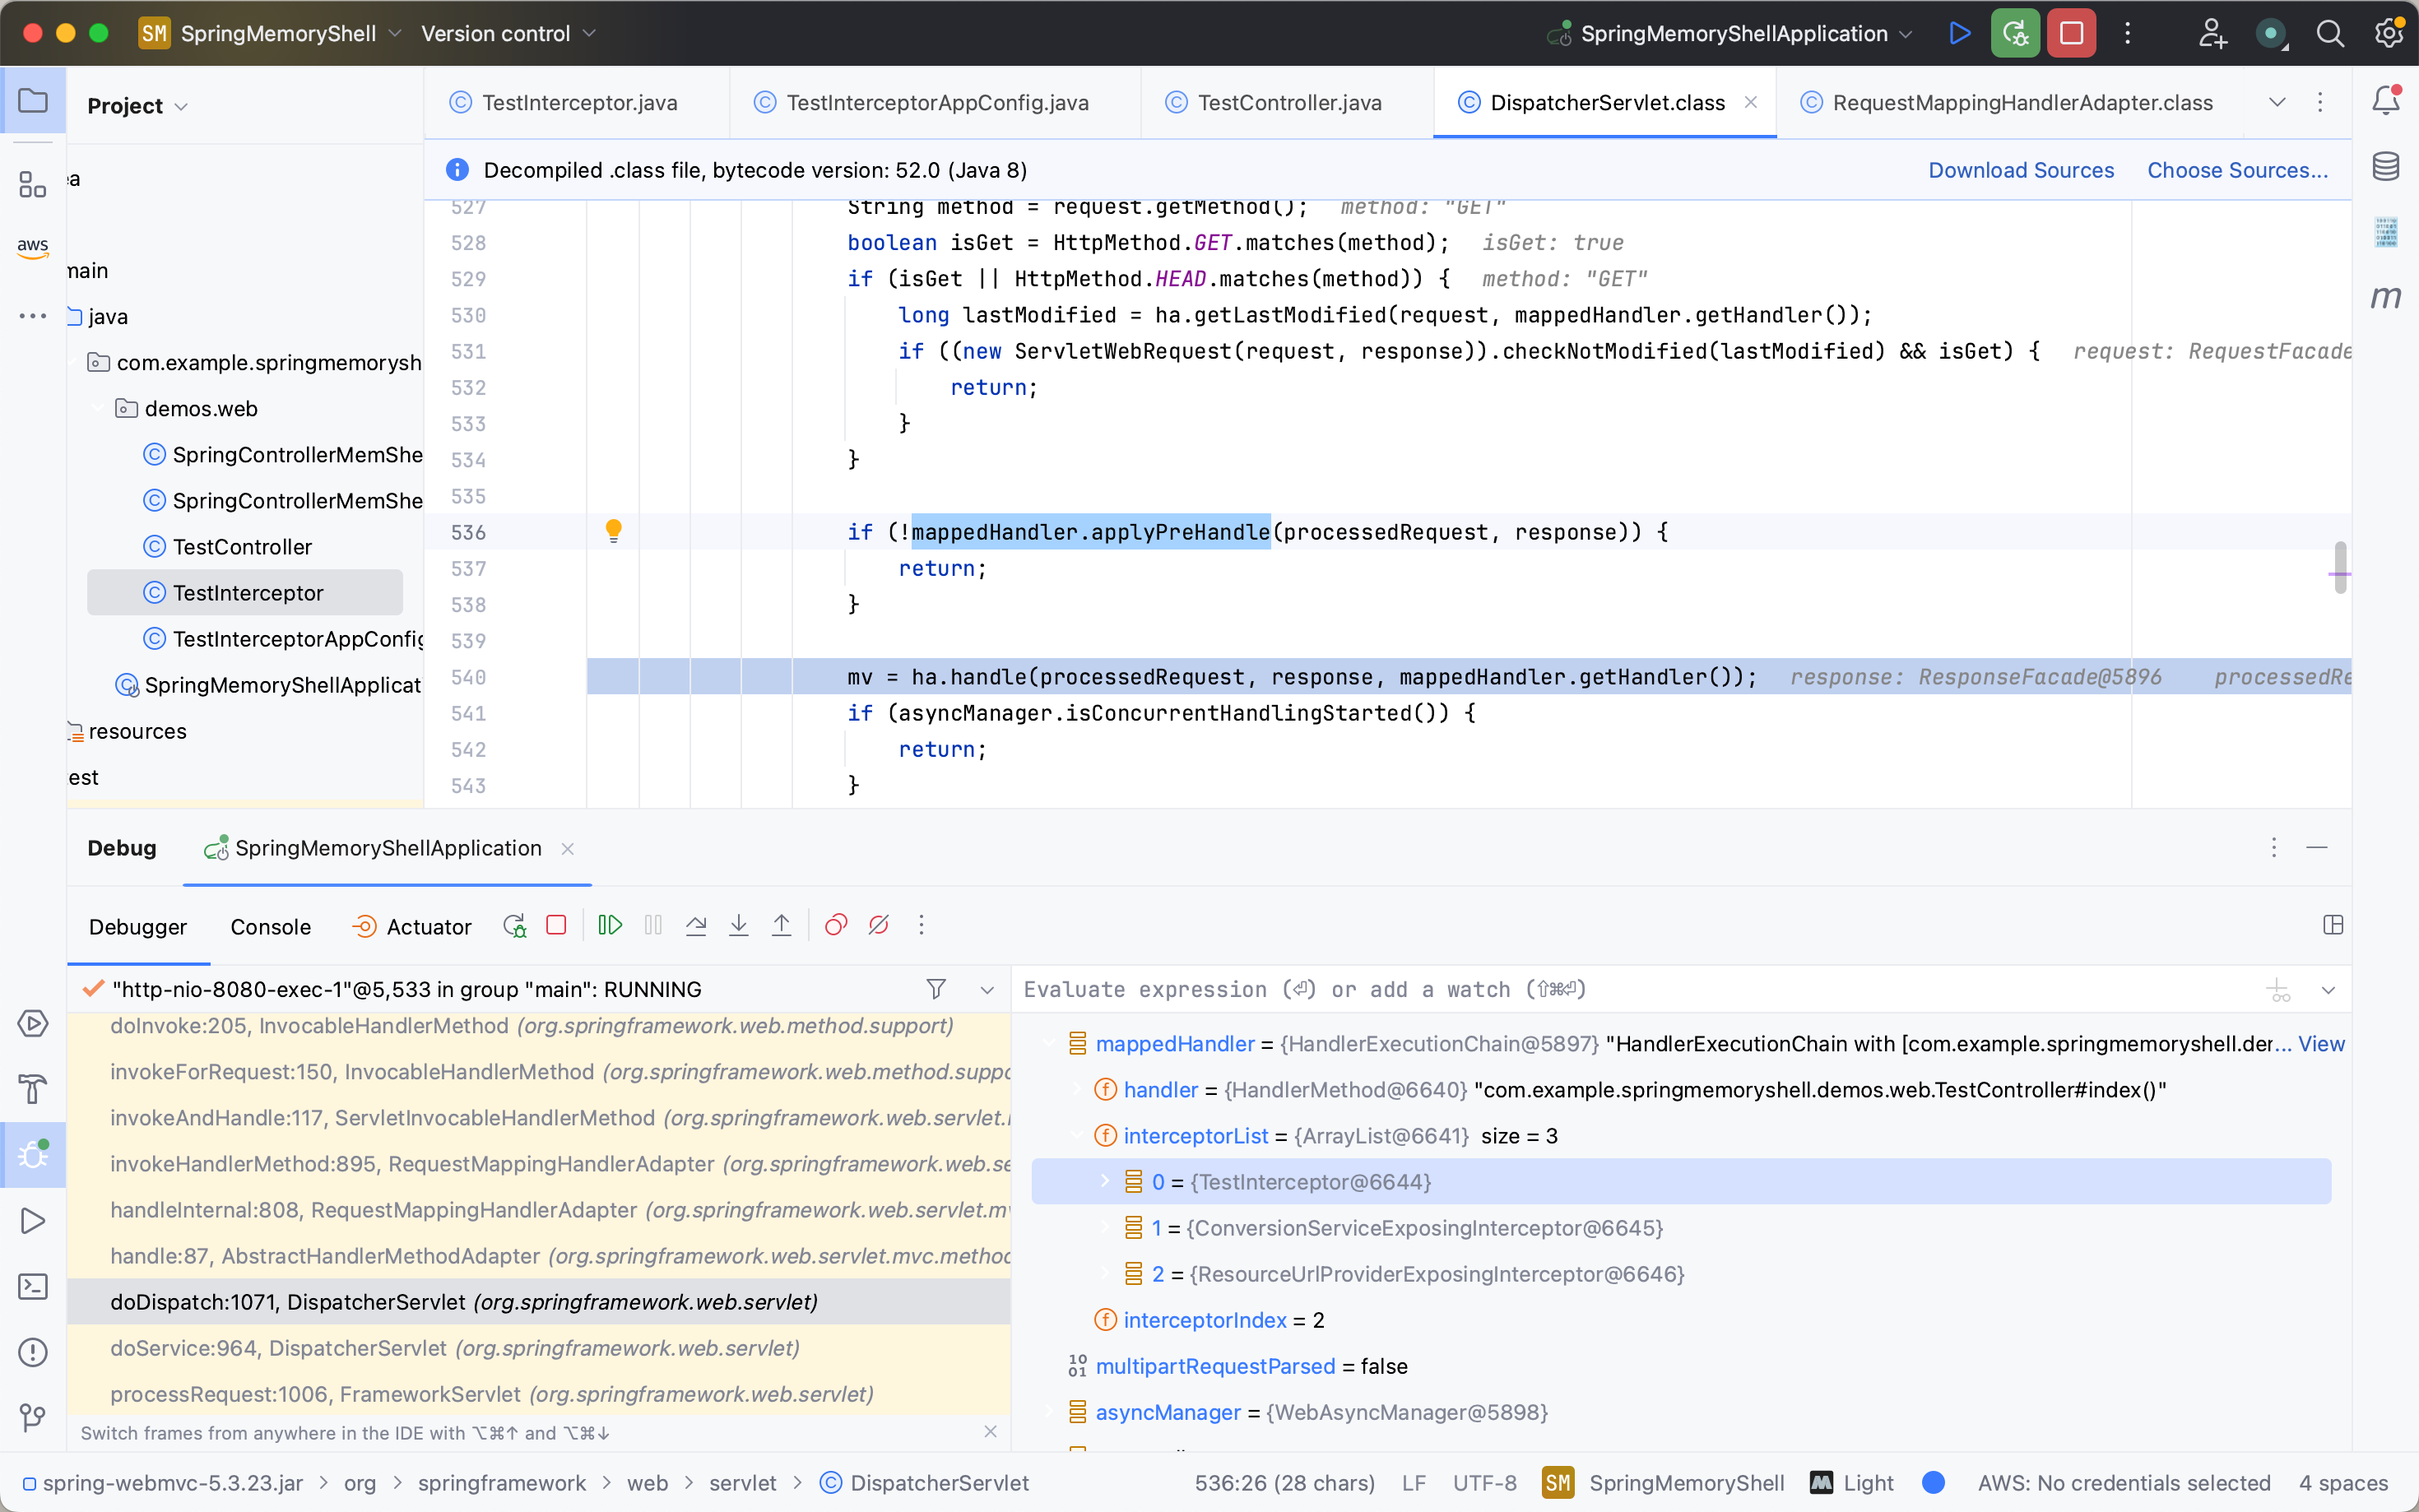 SM SpringMemoryShell Version control SpringMemoryShellApplication
Project
TestInterceptor.java TestInterceptorAppConfig.java TestController.java DispatcherServlet.class RequestMappingHandlerAdapter.class
Decompiled .class file, bytecode version: 52.0 (Java 8) Download Sources Choose Sources...
aws
ea
main
java
com.example.springmemorysh
demos.web
SpringControllerMemShe
SpringControllerMemShe
TestController
TestInterceptor
TestInterceptorAppConfig
SpringMemoryShellApplicat
resources
est
m
527 String method = request.getMethod(); method: "GET"
528 boolean isGet = HttpMethod.GET.matches(method); isGet: true
529 if (isGet || HttpMethod.HEAD.matches(method)) { method: "GET"
530 long lastModified = ha.getLastModified(request, mappedHandler.getHandler());
531 if ((new ServletWebRequest(request, response)).checkNotModified(lastModified) && isGet) { request: RequestFacade
532 return;
533 }
534 }
535
536 if (!mappedHandler.applyPreHandle(processedRequest, response)) {
537 return;
538 }
539
540 mv = ha.handle(processedRequest, response, mappedHandler.getHandler()); response: ResponseFacade@5896 processedRe
541 if (asyncManager.isConcurrentHandlingStarted()) {
542 return;
543 }
Debug SpringMemoryShellApplication
Debugger Console Actuator
"http-nio-8080-exec-1"@5,533 in group "main": RUNNING
doInvoke:205, InvocableHandlerMethod (org.springframework.web.method.support)
invokeForRequest:150, InvocableHandlerMethod (org.springframework.web.method.suppo
invokeAndHandle:117, ServletInvocableHandlerMethod (org.springframework.web.servlet.
invokeHandlerMethod:895, RequestMappingHandlerAdapter (org.springframework.web.se
handleInternal:808, RequestMappingHandlerAdapter (org.springframework.web.servlet.m
handle:87, AbstractHandlerMethodAdapter (org.springframework.web.servlet.mvc.method
doDispatch:1071, DispatcherServlet (org.springframework.web.servlet)
doService:964, DispatcherServlet (org.springframework.web.servlet)
processRequest:1006, FrameworkServlet (org.springframework.web.servlet)
Switch frames from anywhere in the IDE with ⌥⌘↑ and ⌥⌘↓
Evaluate expression (⏎) or add a watch (⇧⌘⏎)
mappedHandler = {HandlerExecutionChain@5897} "HandlerExecutionChain with [com.example.springmemoryshell.der... View
handler = {HandlerMethod@6640} "com.example.springmemoryshell.demos.web.TestController#index()"
interceptorList = {ArrayList@6641} size = 3
0 = {TestInterceptor@6644}
1 = {ConversionServiceExposingInterceptor@6645}
2 = {ResourceUrlProviderExposingInterceptor@6646}
interceptorIndex = 2
multipartRequestParsed = false
asyncManager = {WebAsyncManager@5898}
spring-webmvc-5.3.23.jar > org > springframework > web > servlet > DispatcherServlet 536:26 (28 chars) LF UTF-8 SM SpringMemoryShell Light AWS: No credentials selected 4 spaces